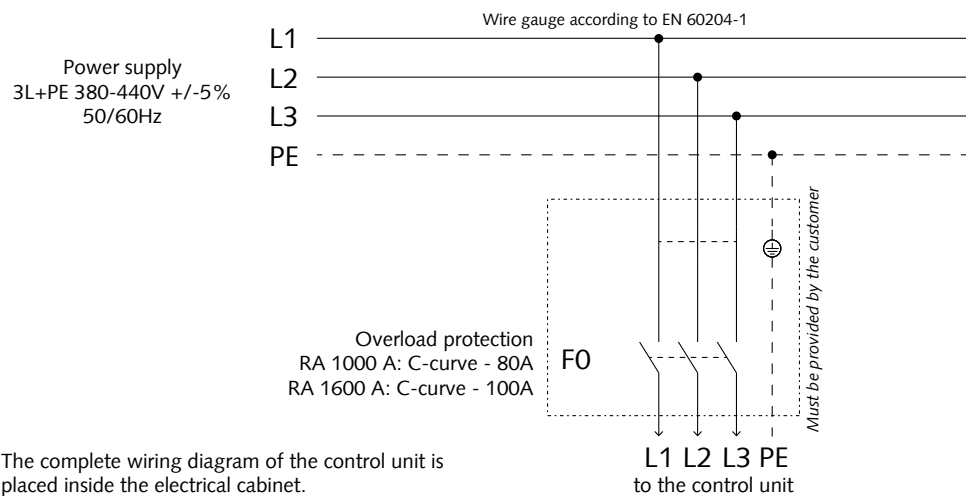 Wire gauge according to EN 60204-1
L1
Power supply
3L+PE 380-440V +/-5%
50/60Hz
L2
L3
PE
Must be provided by the customer
Overload protection
RA 1000 A: C-curve - 80A
RA 1600 A: C-curve - 100A
F0
L1 L2 L3 PE
to the control unit
The complete wiring diagram of the control unit is
placed inside the electrical cabinet.